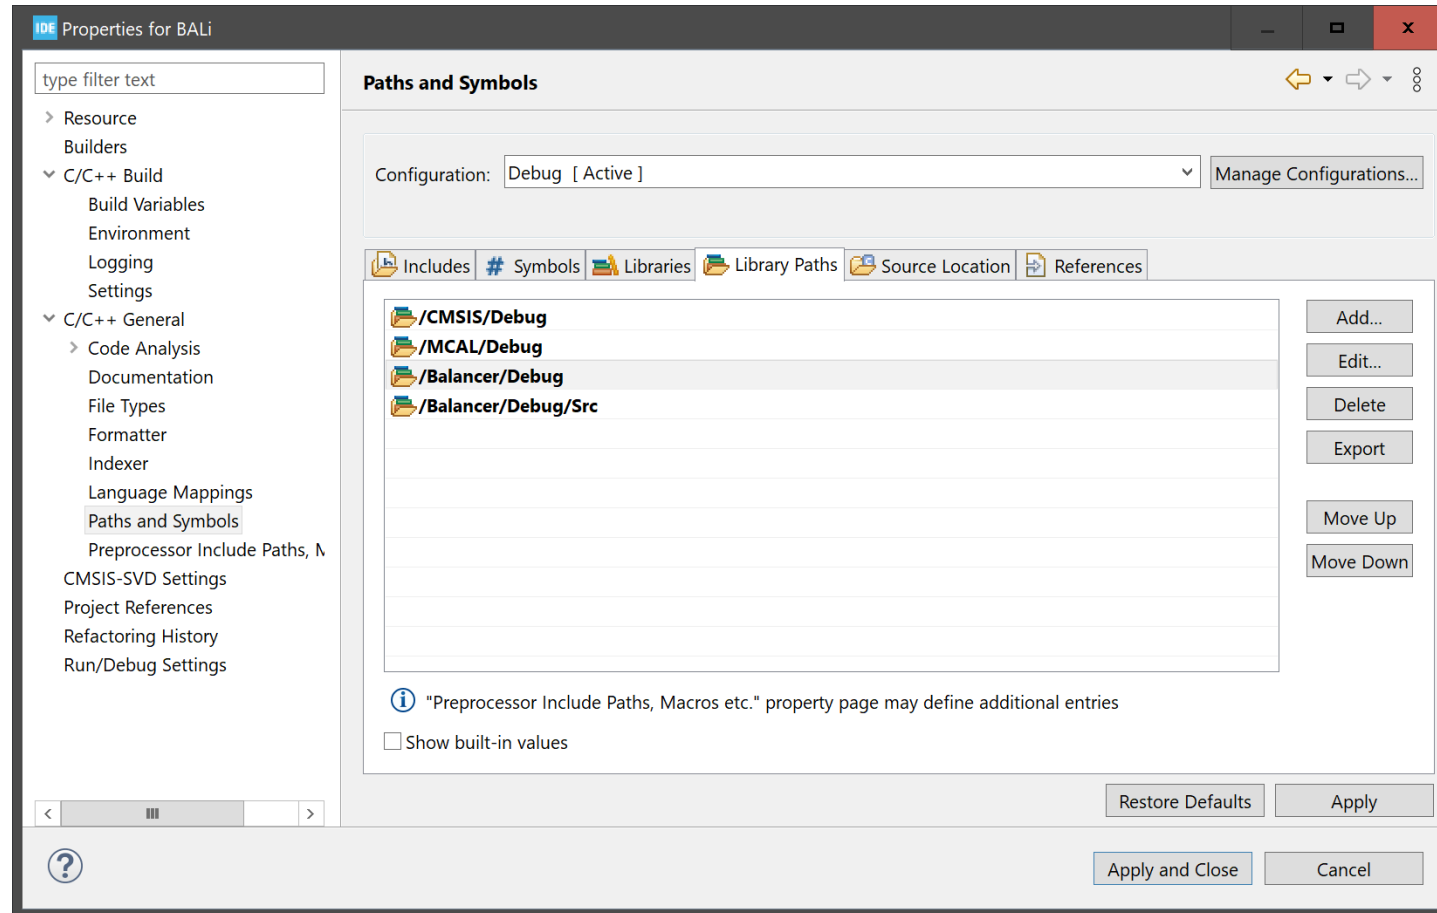 IDE Properties for BALi
type filter text
Resource
Builders
C/C++ Build
Build Variables
Environment
Logging
Settings
C/C++ General
Code Analysis
Documentation
File Types
Formatter
Indexer
Language Mappings
Paths and Symbols
Preprocessor Include Paths, M
CMSIS-SVD Settings
Project References
Refactoring History
Run/Debug Settings
Paths and Symbols
Configuration: Debug [ Active ] Manage Configurations...
Includes # Symbols Libraries Library Paths Source Location References
/CMSIS/Debug
/MCAL/Debug
/Balancer/Debug
/Balancer/Debug/Src
Add...
Edit...
Delete
Export
Move Up
Move Down
"Preprocessor Include Paths, Macros etc." property page may define additional entries
Show built-in values
Restore Defaults Apply
Apply and Close Cancel